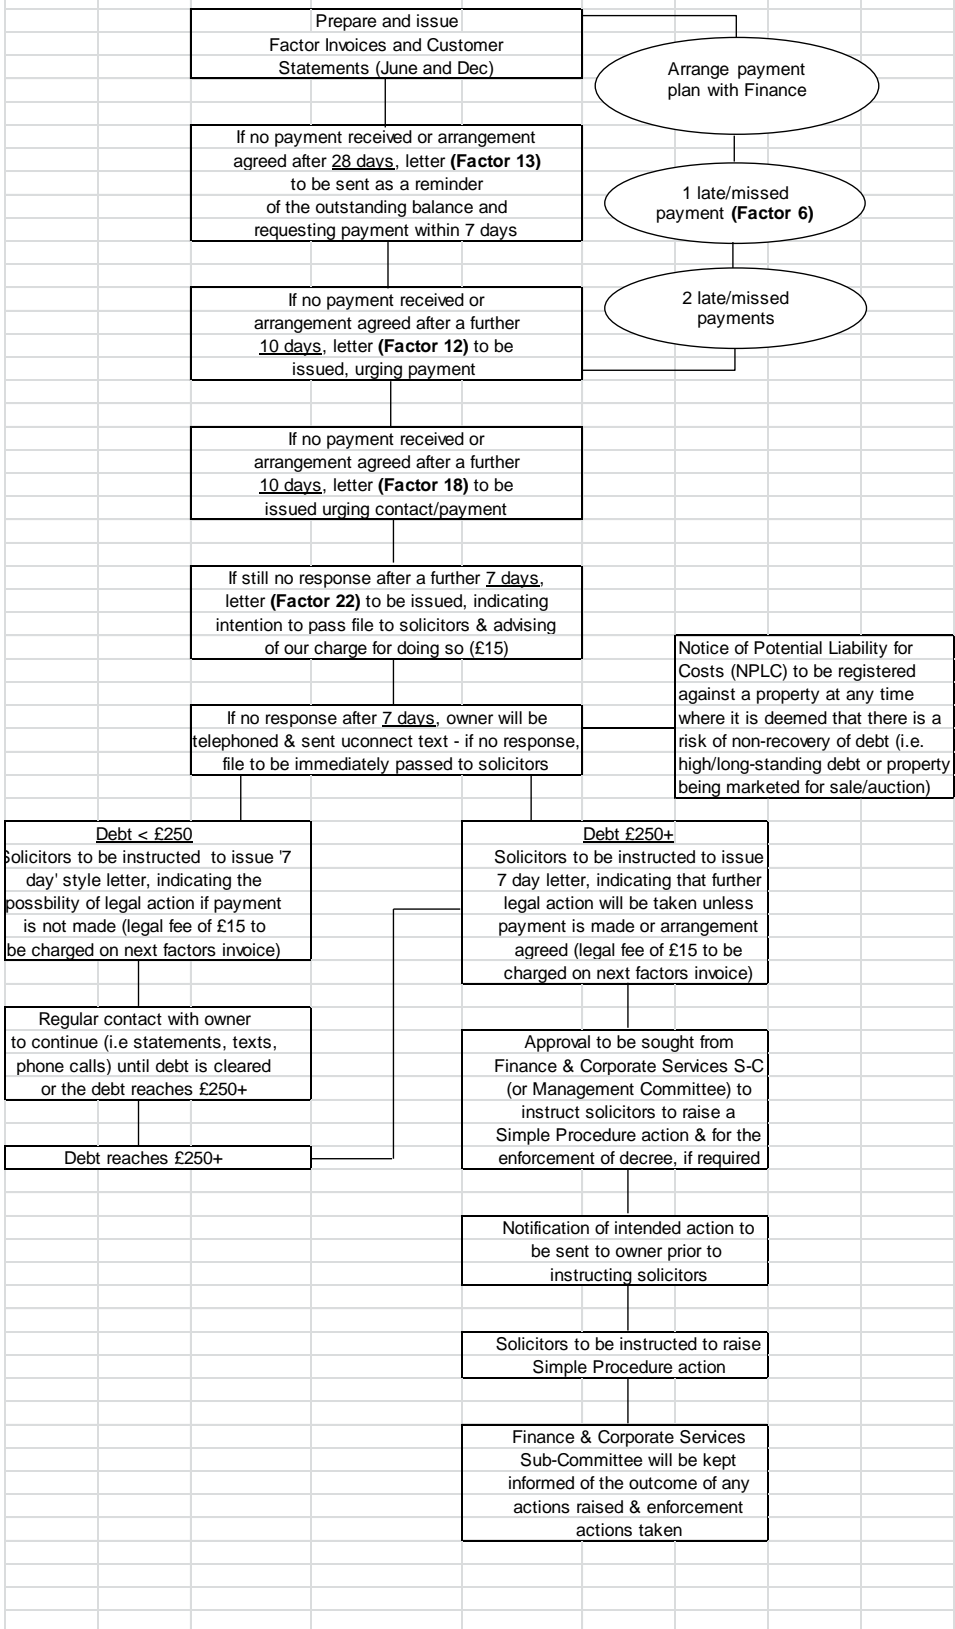 Prepare and issue
Factor Invoices and Customer
Statements (June and Dec)
Arrange payment
plan with Finance
If no payment received or arrangement
agreed after 28 days, letter (Factor 13)
to be sent as a reminder
of the outstanding balance and
requesting payment within 7 days
1 late/missed
payment (Factor 6)
2 late/missed
payments
If no payment received or
arrangement agreed after a further
10 days, letter (Factor 12) to be
issued, urging payment
If no payment received or
arrangement agreed after a further
10 days, letter (Factor 18) to be
issued urging contact/payment
If still no response after a further 7 days,
letter (Factor 22) to be issued, indicating
intention to pass file to solicitors & advising
of our charge for doing so (£15)
Notice of Potential Liability for
Costs (NPLC) to be registered
against a property at any time
where it is deemed that there is a
risk of non-recovery of debt (i.e.
high/long-standing debt or property
being marketed for sale/auction)
If no response after 7 days, owner will be
telephoned & sent uconnect text - if no response,
file to be immediately passed to solicitors
Debt < £250
Solicitors to be instructed to issue '7
day' style letter, indicating the
possbility of legal action if payment
is not made (legal fee of £15 to
be charged on next factors invoice)
Debt £250+
Solicitors to be instructed to issue
7 day letter, indicating that further
legal action will be taken unless
payment is made or arrangement
agreed (legal fee of £15 to be
charged on next factors invoice)
Regular contact with owner
to continue (i.e statements, texts,
phone calls) until debt is cleared
or the debt reaches £250+
Debt reaches £250+
Approval to be sought from
Finance & Corporate Services S-C
(or Management Committee) to
instruct solicitors to raise a
Simple Procedure action & for the
enforcement of decree, if required
Notification of intended action to
be sent to owner prior to
instructing solicitors
Solicitors to be instructed to raise
Simple Procedure action
Finance & Corporate Services
Sub-Committee will be kept
informed of the outcome of any
actions raised & enforcement
actions taken